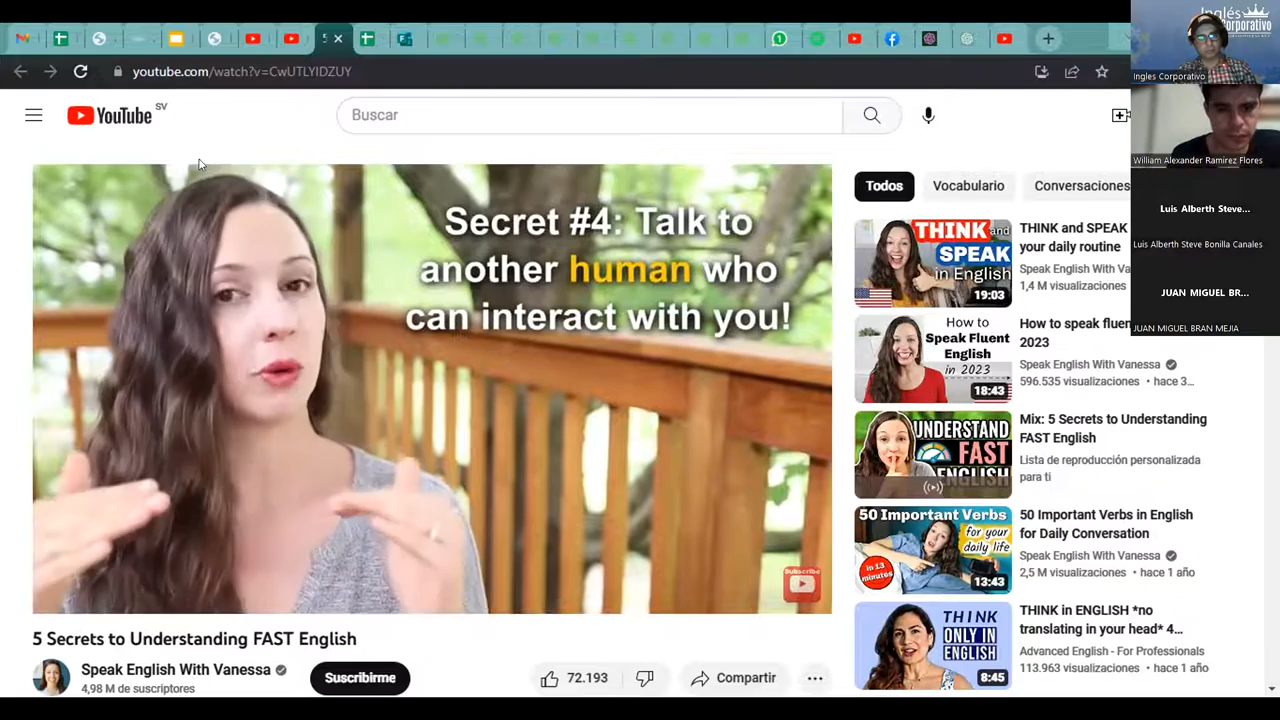 5
youtube.com/watch?v=CwUTLYIDZUY
YouTube SV
Buscar
Secret #4: Talk to
another human who
can interact with you!
Subscribe
5 Secrets to Understanding FAST English
Speak English With Vanessa
4,98 M de suscriptores
Suscribirme
72.193
Compartir
Todos
Vocabulario
Conversaciones
THINK and
SPEAK
in English
19:03
THINK and SPEAK
your daily routine
Speak English With Va
1,4 M visualizaciones
How to
Speak Fluent
English
in 2023
18:43
How to speak fluen
2023
Speak English With Vanessa
596.535 visualizaciones • hace 3...
UNDERSTAND
FAST
ENGLISH
Mix: 5 Secrets to Understanding
FAST English
Lista de reproducción personalizada
para ti
50 Important Verbs
for your
daily life
in 13
minutes
13:43
50 Important Verbs in English
for Daily Conversation
Speak English With Vanessa
2,5 M visualizaciones • hace 1 año
THINK
ONLY IN
ENGLISH
8:45
THINK in ENGLISH *no
translating in your head* 4...
Advanced English - For Professionals
113.963 visualizaciones • hace 1 año
Inglés
Corporativo
Ingles Corporativo
William Alexander Ramirez Flores
Luis Alberth Steve...
Luis Alberth Steve Bonilla Canales
JUAN MIGUEL BR...
JUAN MIGUEL BRAN MEJIA